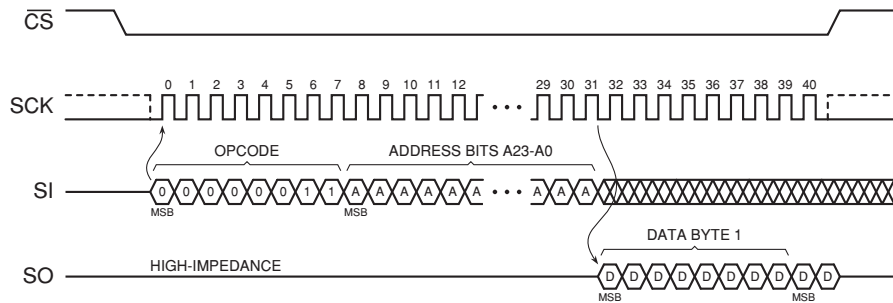 CS
0 1 2 3 4 5 6 7 8 9 10 11 12 29 30 31 32 33 34 35 36 37 38 39 40
SCK
OPCODE ADDRESS BITS A23-A0
SI 0 0 0 0 0 0 1 1 A A A A A A A A A
MSB MSB
DATA BYTE 1
SO HIGH-IMPEDANCE D D D D D D D D D D
MSB MSB